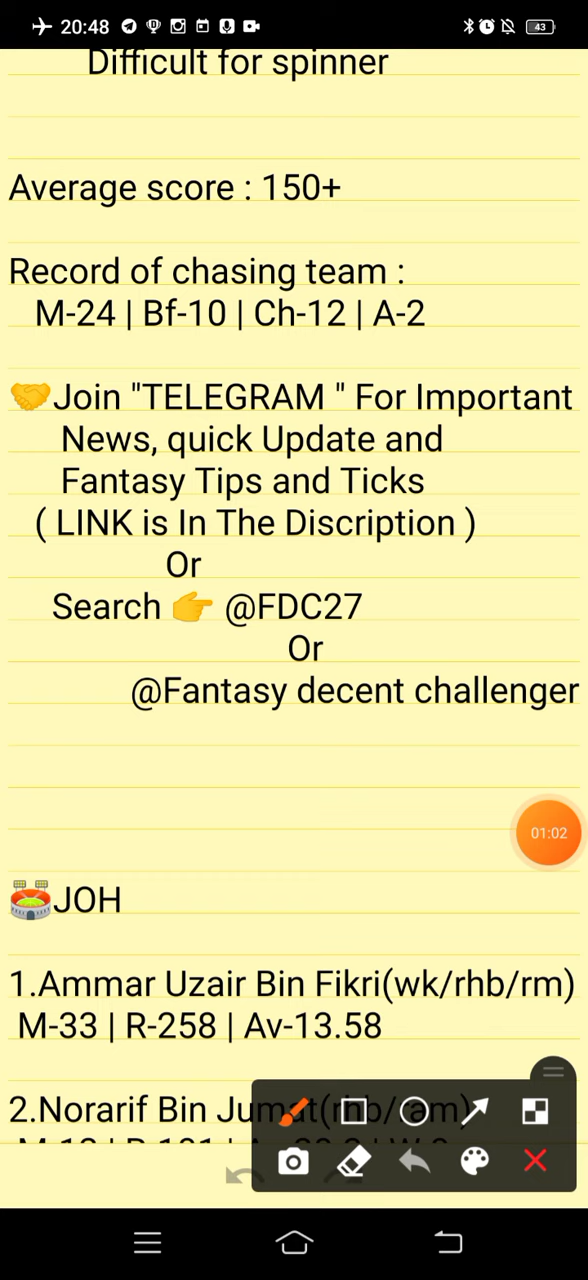 20:48
43
Difficult for spinner
Average score : 150+
Record of chasing team :
M-24 | Bf-10 | Ch-12 | A-2
🤝Join "TELEGRAM " For Important
News, quick Update and
Fantasy Tips and Ticks
( LINK is In The Discription )
Or
Search 👉 @FDC27
Or
@Fantasy decent challenger
01:02
🏟JOH
1.Ammar Uzair Bin Fikri(wk/rhb/rm)
M-33 | R-258 | Av-13.58
2.Norarif Bin Jumat(rhb/ram)